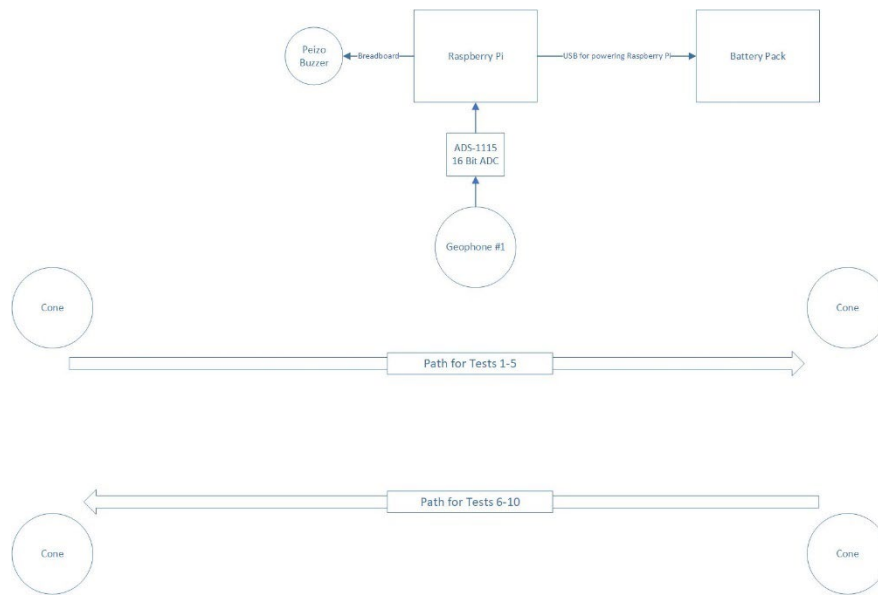 Peizo
Buzzer
Breadboard
Raspberry Pi
USB for powering Raspberry Pi
Battery Pack
ADS-1115
16 Bit ADC
Geophone #1
Cone
Cone
Path for Tests 1-5
Path for Tests 6-10
Cone
Cone